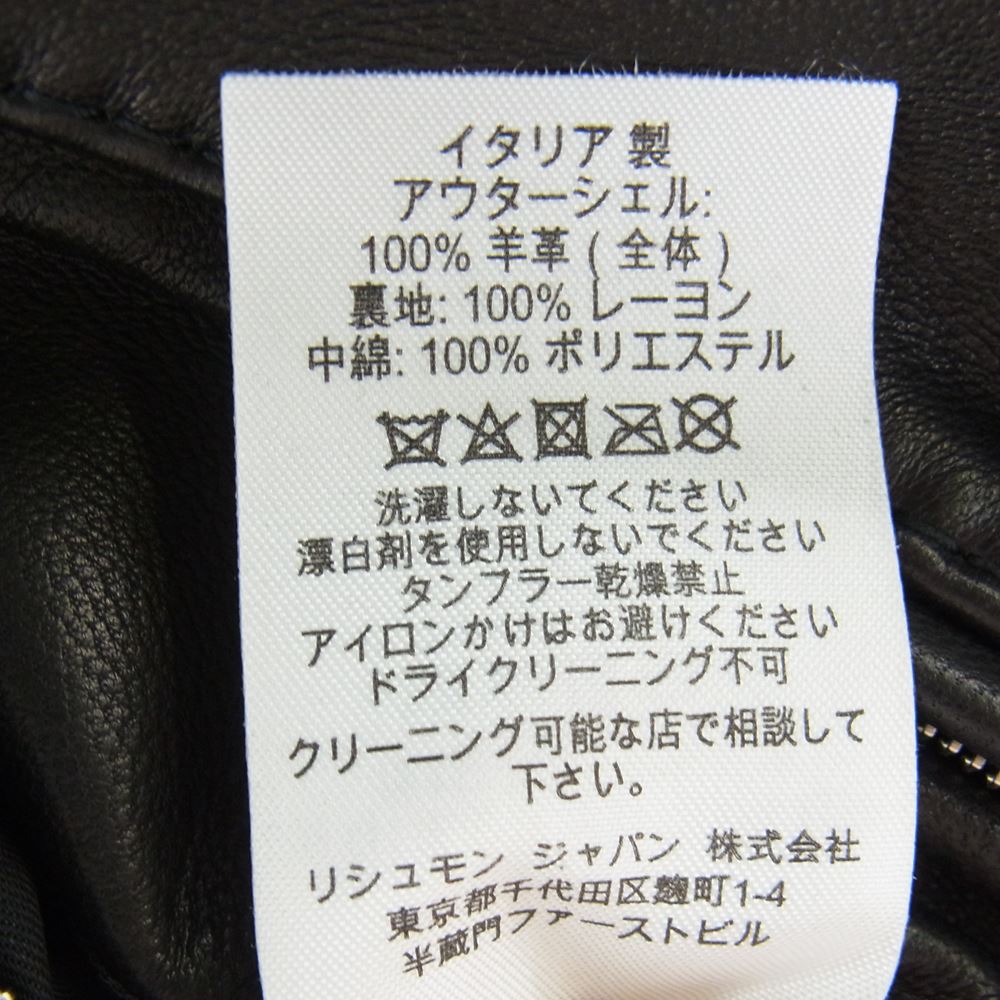 イタリア 製
アウターシェル:
100% 羊革 ( 全体 )
裏地: 100% レーヨン
中綿: 100% ポリエステル
洗濯しないてください
漂白剤を使用しないでください
タンブラー乾燥禁止
アイロンかけはお避けください
ドライクリーニング不可
クリーニング可能な店で相談して
下さい。
リシュモン ジャパン 株式会社
東京都千代田区麹町1-4
半蔵門ファーストビル